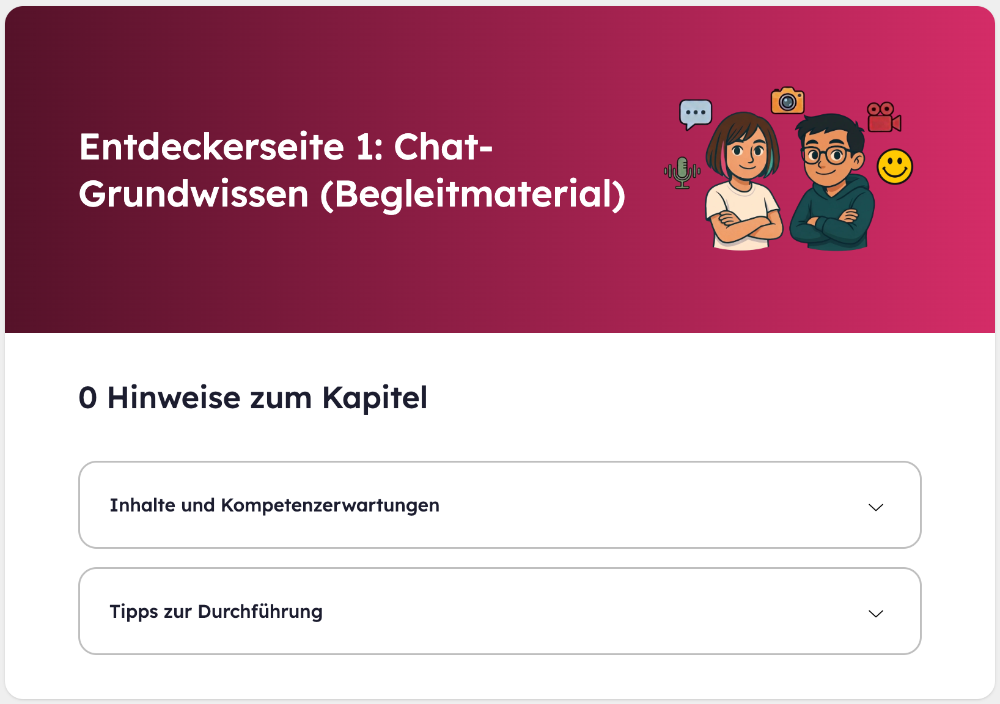 Entdeckerseite 1: Chat-
Grundwissen (Begleitmaterial)
0 Hinweise zum Kapitel
Inhalte und Kompetenzerwartungen
Tipps zur Durchführung